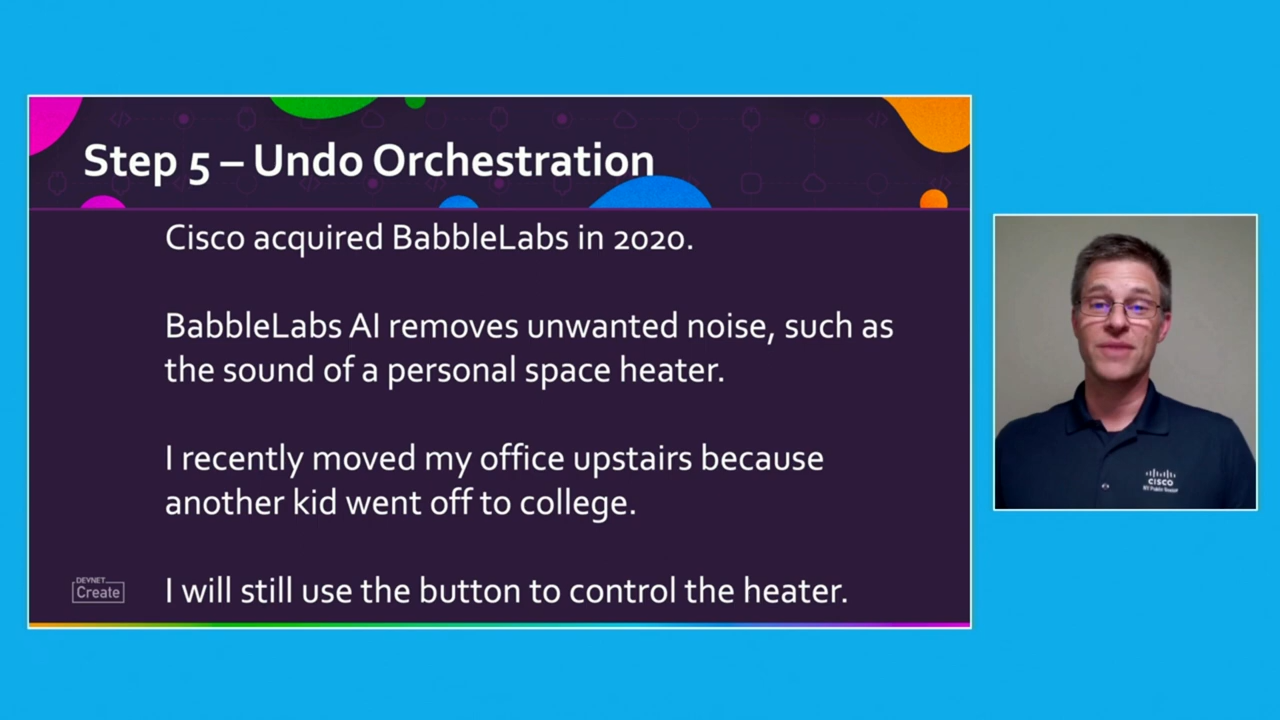 Step 5 – Undo Orchestration
Cisco acquired BabbleLabs in 2020.
BabbleLabs AI removes unwanted noise, such as
the sound of a personal space heater.
I recently moved my office upstairs because
another kid went off to college.
I will still use the button to control the heater.
DEVNET
Create
CISCO